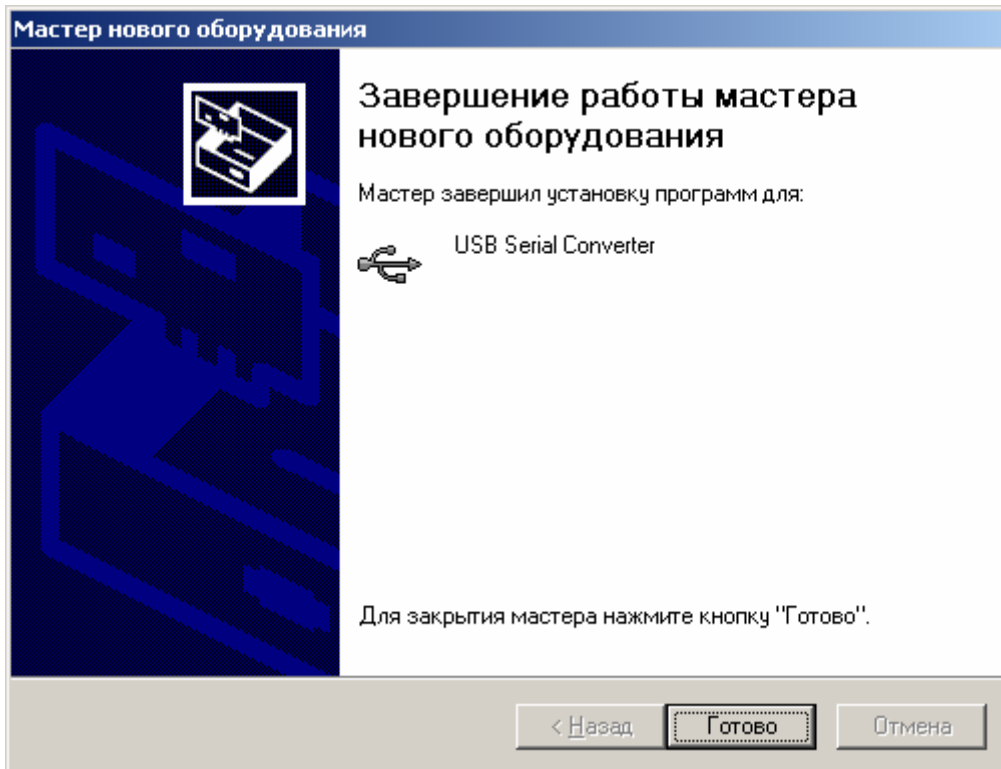 Мастер нового оборудования
Завершение работы мастера
нового оборудования
Мастер завершил установку программ для:
USB Serial Converter
Для закрытия мастера нажмите кнопку "Готово".
< Назад Готово Отмена